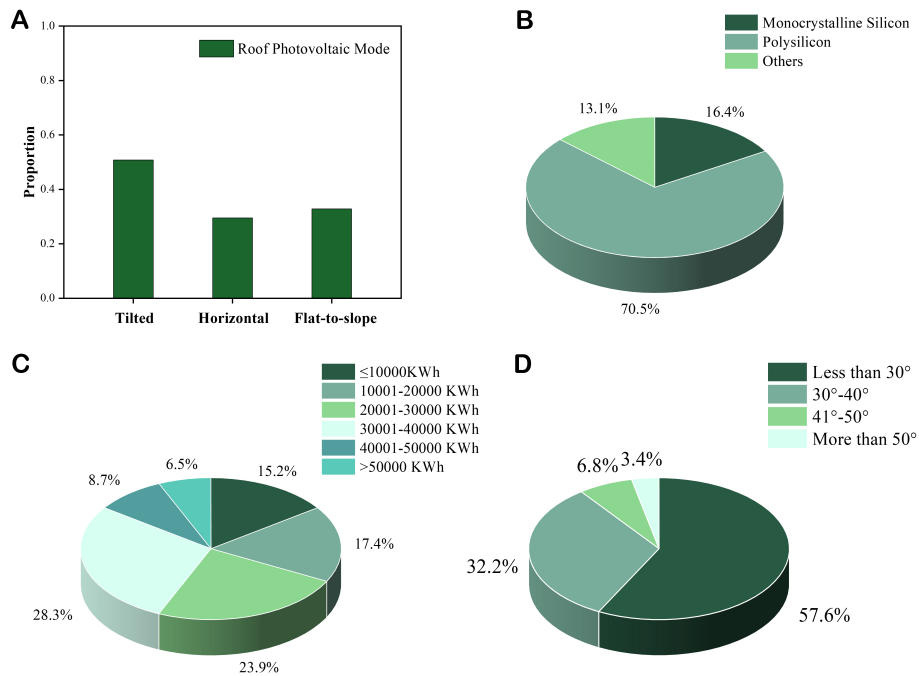 A
1.0
0.8
0.6
0.4
0.2
0.0
Proportion
Roof Photovoltaic Mode
Tilted
Horizontal
Flat-to-slope
B
Monocrystalline Silicon
Polysilicon
Others
13.1%
16.4%
70.5%
C
≤10000KWh
10001-20000 KWh
20001-30000 KWh
30001-40000 KWh
40001-50000 KWh
>50000 KWh
6.5%
15.2%
8.7%
17.4%
28.3%
23.9%
D
Less than 30°
30°-40°
41°-50°
More than 50°
6.8%
3.4%
32.2%
57.6%